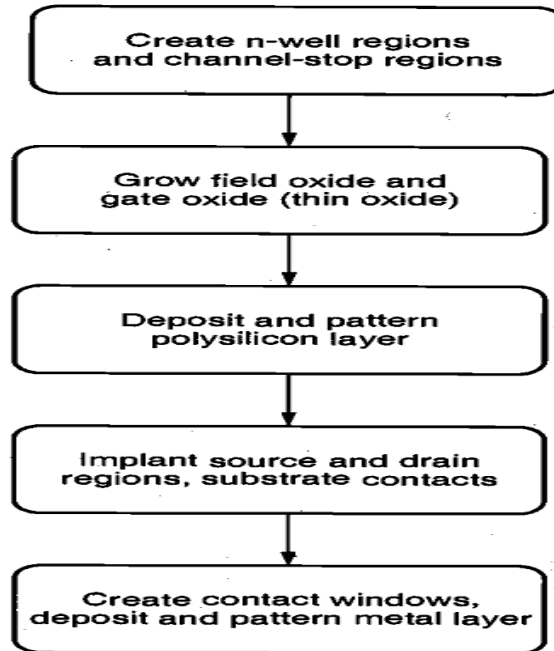 Create n-well regions
and channel-stop regions
Grow field oxide and
gate oxide (thin oxide)
Deposit and pattern
polysilicon layer
Implant source and drain
regions, substrate contacts
Create contact windows,
deposit and pattern metal layer